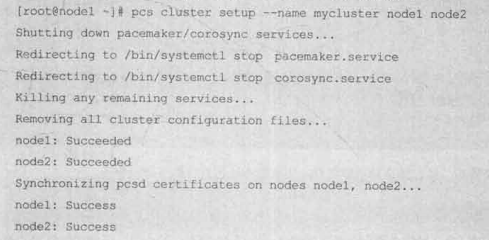 [root@node1 ~]# pcs cluster setup --name mycluster node1 node2
Shutting down pacemaker/corosync services...
Redirecting to /bin/systemctl stop  pacemaker.service
Redirecting to /bin/systemctl stop  corosync.service
Killing any remaining services...
Removing all cluster configuration files...
node1: Succeeded
node2: Succeeded
Synchronizing pcsd certificates on nodes node1, node2...
node1: Success
node2: Success